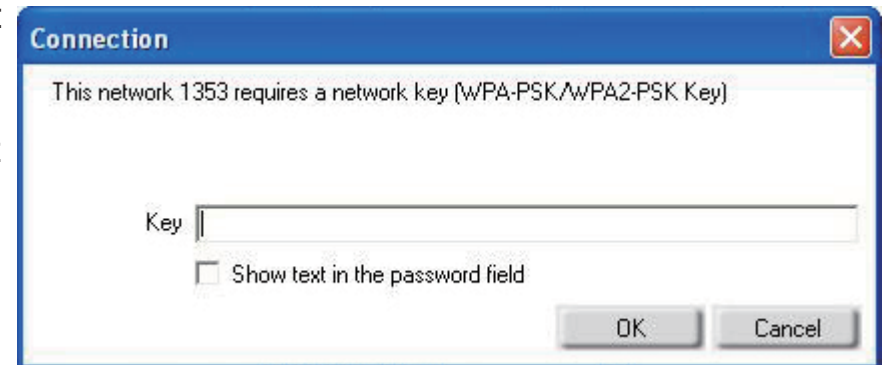 Connection
This network 1353 requires a network key (WPA-PSK/WPA2-PSK Key)
Key
Show text in the password field
OK Cancel